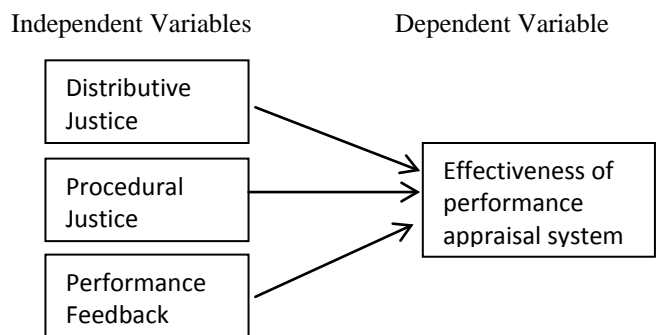 Independent Variables Dependent Variable
Distributive
Justice
Procedural
Justice
Performance
Feedback
Effectiveness of
performance
appraisal system